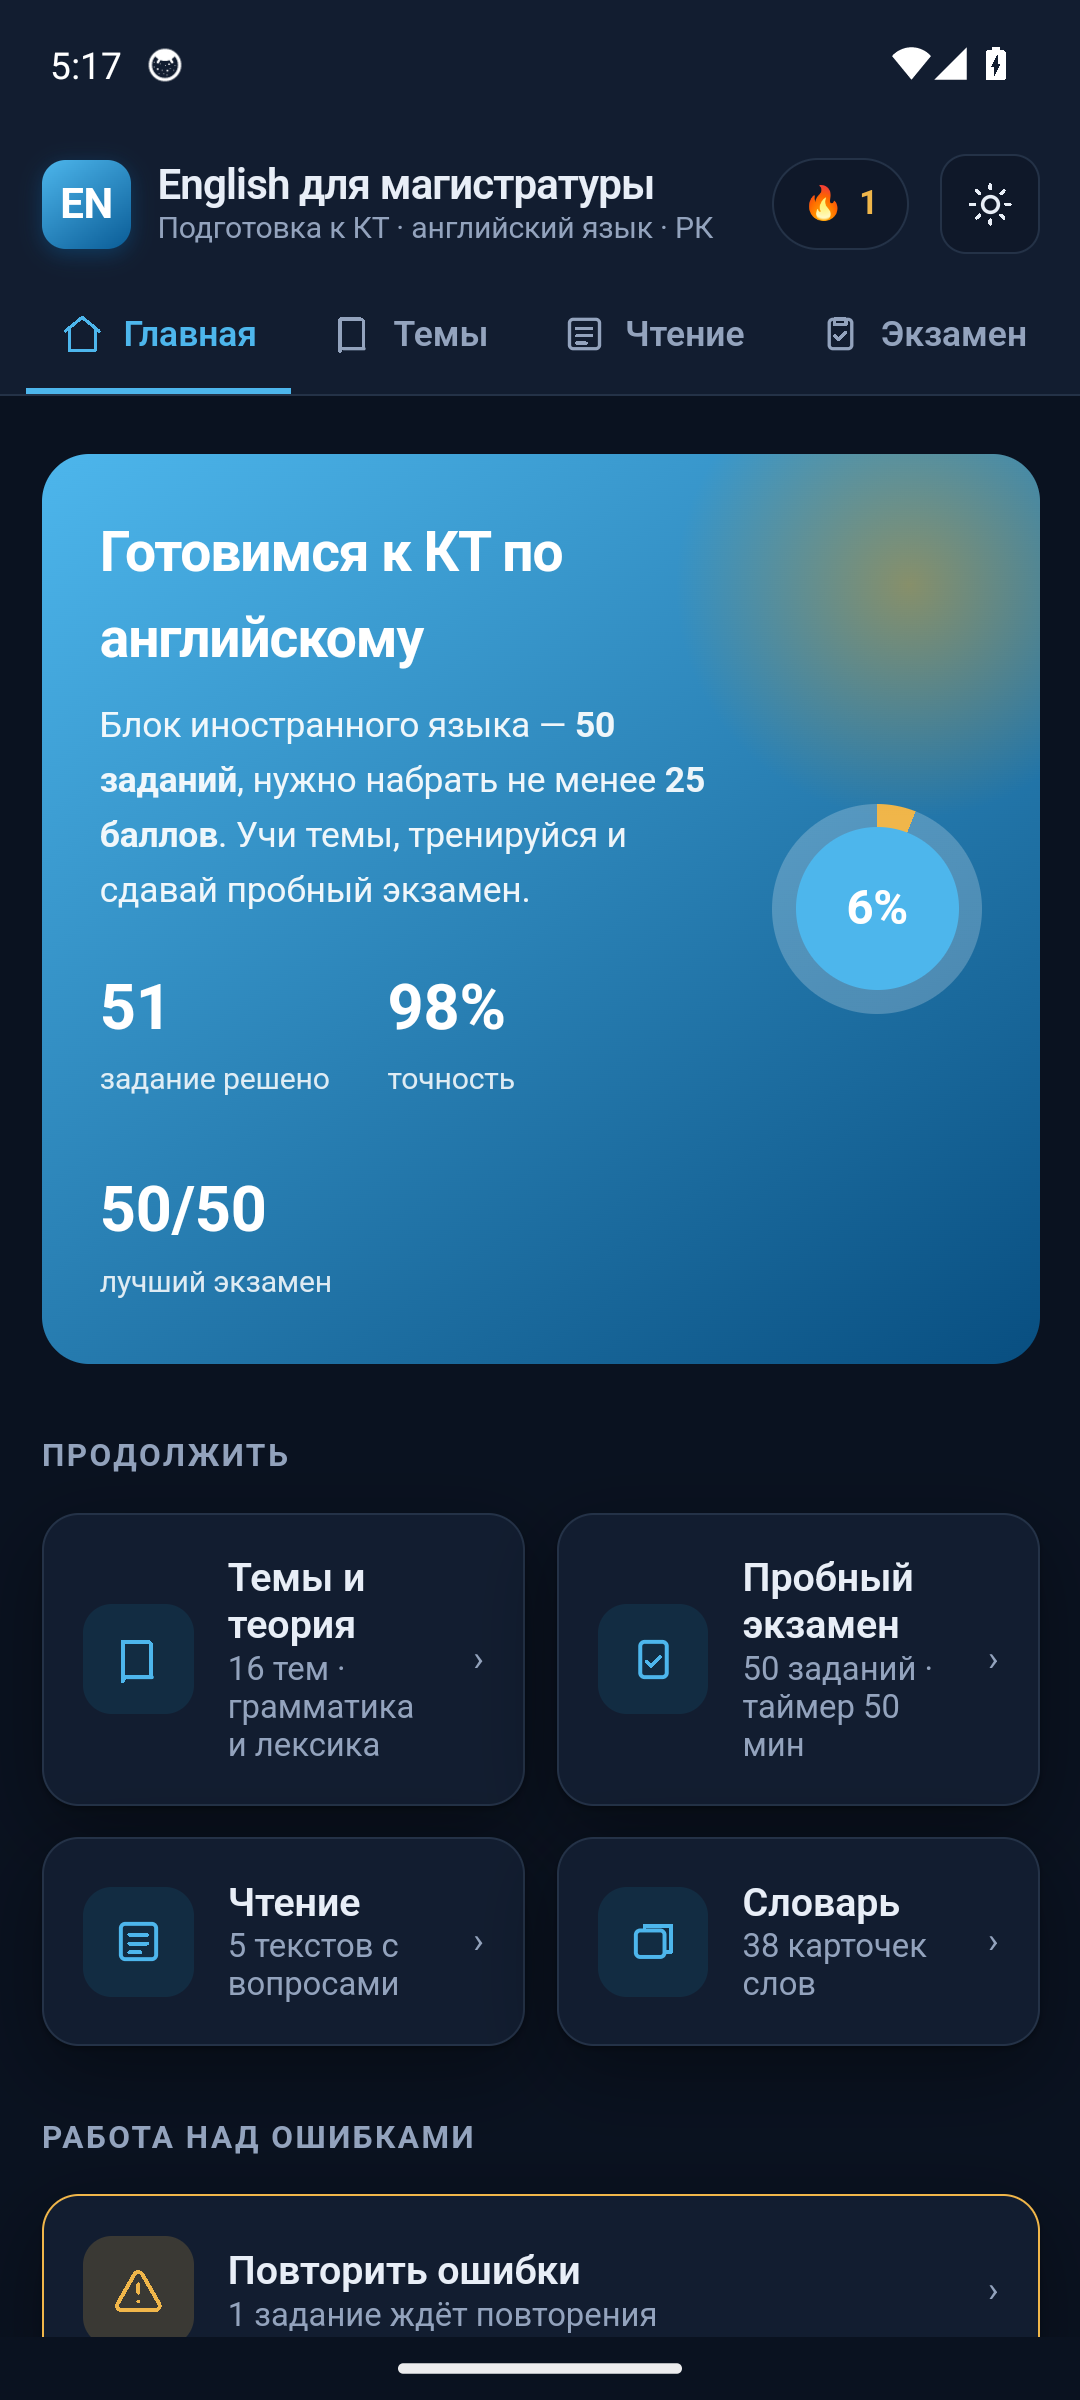 5:17
EN
English для магистратуры
Подготовка к КТ · английский язык · РК
🔥 1
Главная
Темы
Чтение
Экзамен
Готовимся к КТ по
английскому
Блок иностранного языка — 50
заданий, нужно набрать не менее 25
баллов. Учи темы, тренируйся и
сдавай пробный экзамен.
6%
51
задание решено
98%
точность
50/50
лучший экзамен
ПРОДОЛЖИТЬ
Темы и
теория
16 тем ·
грамматика
и лексика
›
Пробный
экзамен
50 заданий ·
таймер 50
мин
›
Чтение
5 текстов с
вопросами
›
Словарь
38 карточек
слов
›
РАБОТА НАД ОШИБКАМИ
Повторить ошибки
1 задание ждёт повторения
›